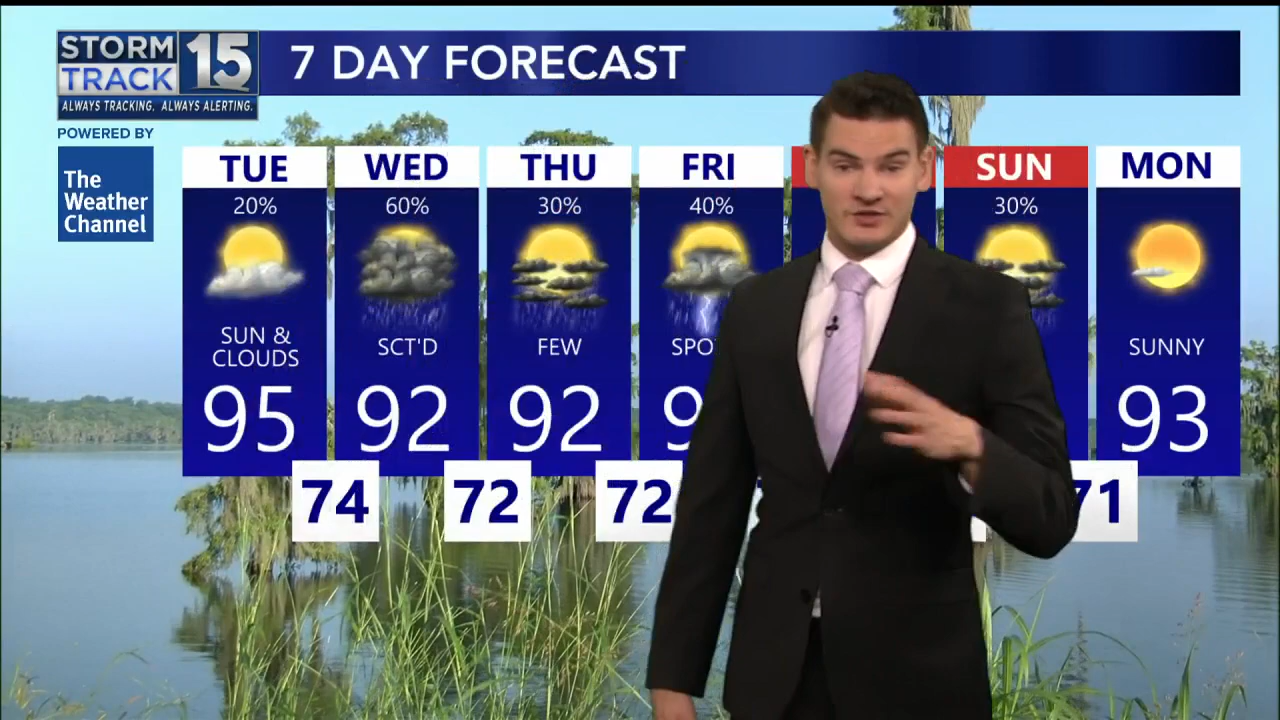 STORM
TRACK 15
ALWAYS TRACKING. ALWAYS ALERTING.
7 DAY FORECAST
POWERED BY
The
Weather
Channel
TUE WED THU FRI SUN MON
20% 60% 30% 40% 30%
SUN &
CLOUDS SCT'D FEW SUNNY
95 92 92 93
74 72 72 71